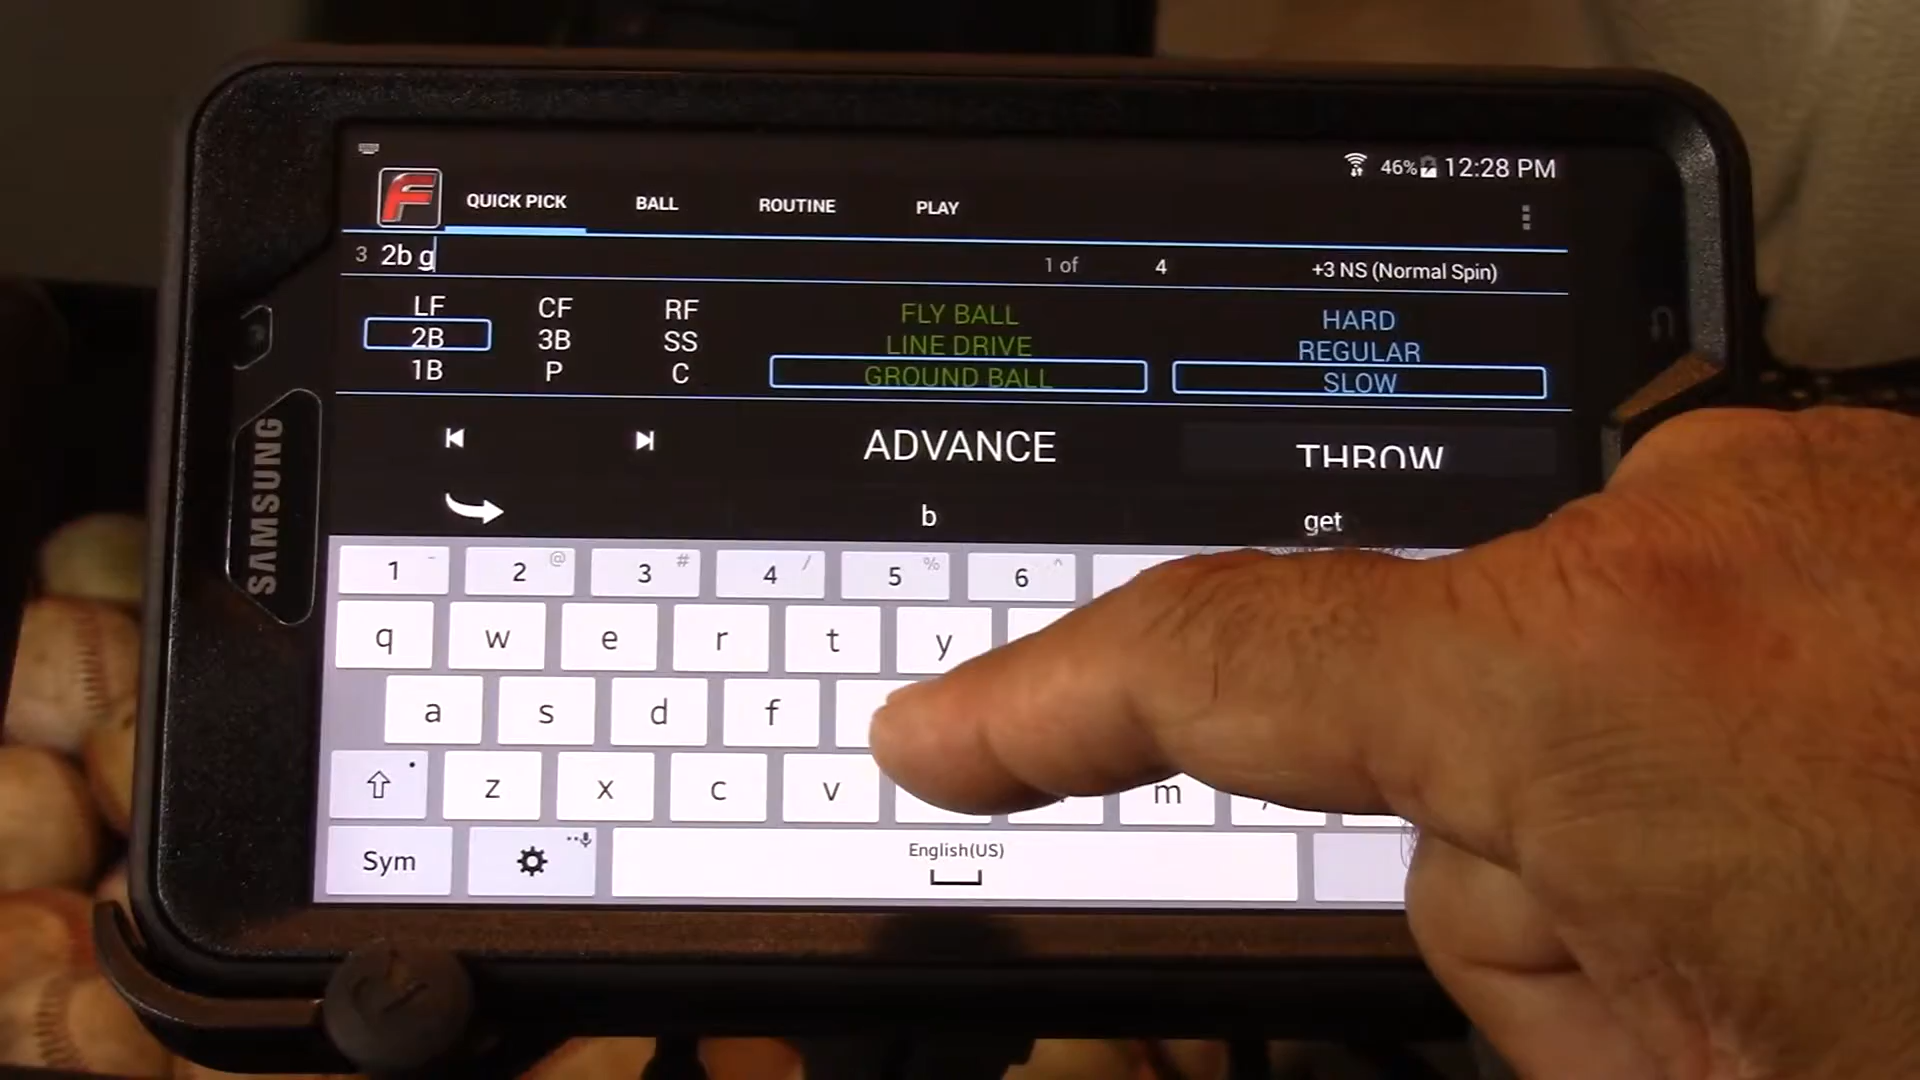 46% 12:28 PM
F QUICK PICK BALL ROUTINE PLAY
3 2b g 1 of 4 +3 NS (Normal Spin)
LF CF RF FLY BALL HARD
2B 3B SS LINE DRIVE REGULAR
1B P C GROUND BALL SLOW
ADVANCE THROW
b get
1 - 2 @ 3 # 4 / 5 % 6 ^
q w e r t y
a s d f
z x c v m
Sym English(US)
SAMSUNG